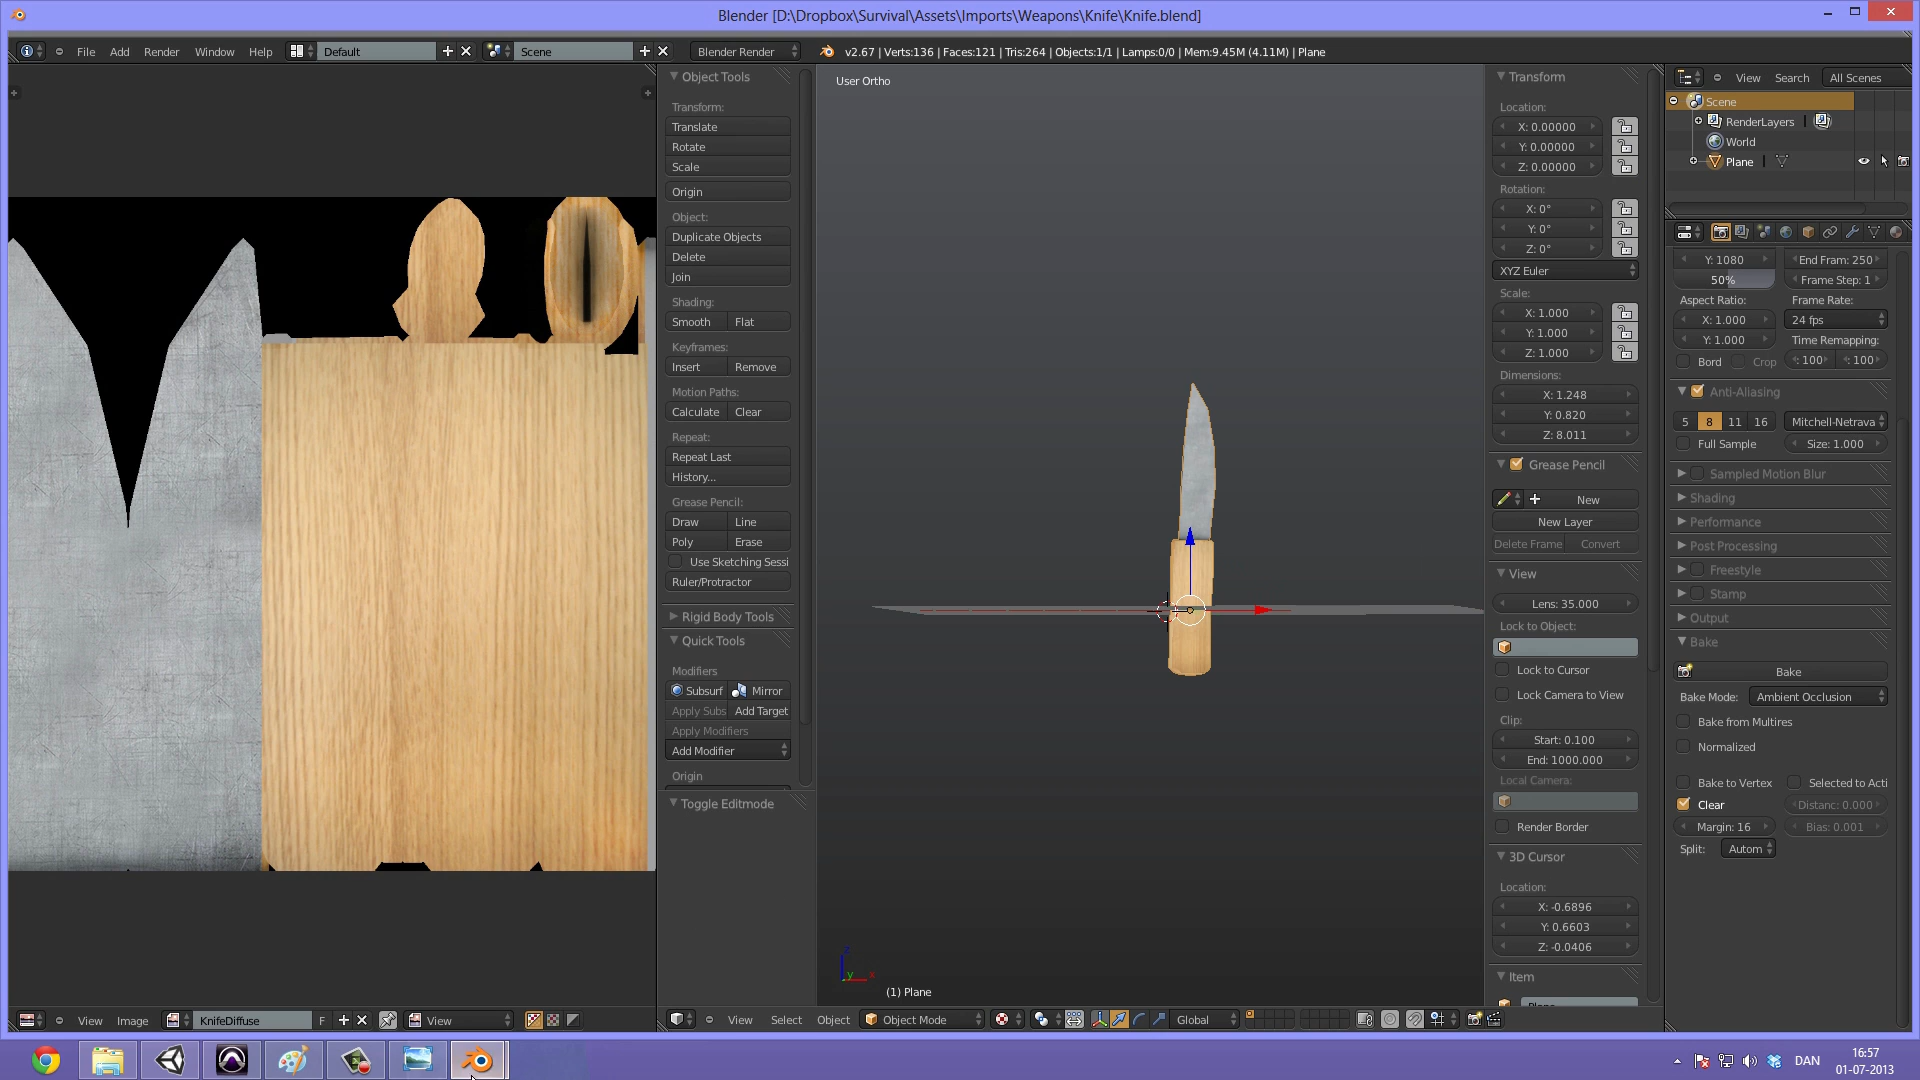 Blender [D:\Dropbox\Survival\Assets\Imports\Weapons\Knife\Knife.blend]
File Add Render Window Help Default Scene Blender Render v2.67 | Verts:136 | Faces:121 | Tris:264 | Objects:1/1 | Lamps:0/0 | Mem:9.45M (4.11M) | Plane
Object Tools
Transform:
Translate
Rotate
Scale
Origin
Object:
Duplicate Objects
Delete
Join
Shading:
Smooth Flat
Keyframes:
Insert Remove
Motion Paths:
Calculate Clear
Repeat:
Repeat Last
History...
Grease Pencil:
Draw Line
Poly Erase
Use Sketching Sessi
Ruler/Protractor
Rigid Body Tools
Quick Tools
Modifiers
Subsurf Mirror
Apply Subs Add Target
Apply Modifiers
Add Modifier
Origin
Toggle Editmode
User Ortho
z
y x
(1) Plane
Transform
Location:
X: 0.00000
Y: 0.00000
Z: 0.00000
Rotation:
X: 0°
Y: 0°
Z: 0°
XYZ Euler
Scale:
X: 1.000
Y: 1.000
Z: 1.000
Dimensions:
X: 1.248
Y: 0.820
Z: 8.011
Grease Pencil
New
New Layer
Delete Frame Convert
View
Lens: 35.000
Lock to Object:
Lock to Cursor
Lock Camera to View
Clip:
Start: 0.100
End: 1000.000
Local Camera:
Render Border
3D Cursor
Location:
X: -0.6896
Y: 0.6603
Z: -0.0406
Item
View Search All Scenes
Scene
RenderLayers |
World
Plane |
Y: 1080 End Fram: 250
50% Frame Step: 1
Aspect Ratio: Frame Rate:
X: 1.000 24 fps
Y: 1.000 Time Remapping:
Bord Crop : 100 : 100
Anti-Aliasing
5 8 11 16 Mitchell-Netrava
Full Sample Size: 1.000
Sampled Motion Blur
Shading
Performance
Post Processing
Freestyle
Stamp
Output
Bake
Bake
Bake Mode: Ambient Occlusion
Bake from Multires
Normalized
Bake to Vertex Selected to Acti
Clear Distanc: 0.000
Margin: 16 Bias: 0.001
Split: Autom
View Image KnifeDiffuse F View
View Select Object Object Mode Global
DAN 16:57
01-07-2013